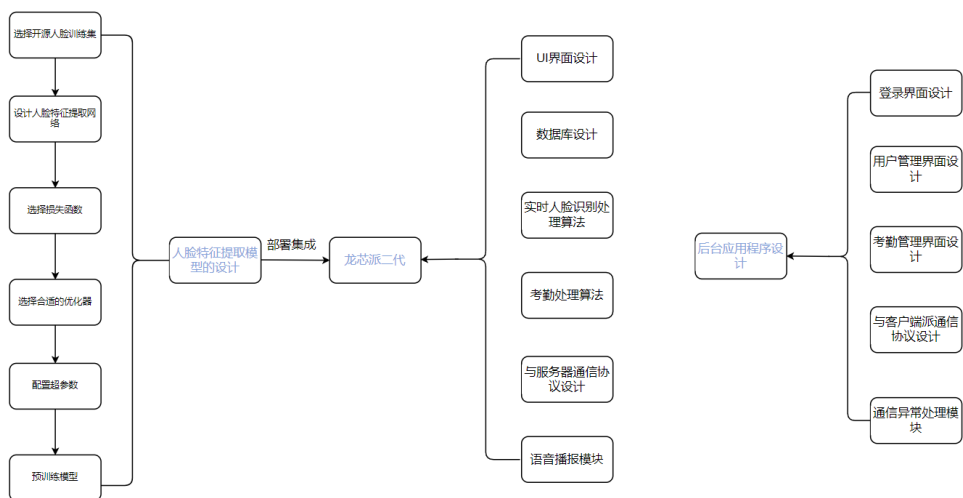 选择开源人脸训练集
设计人脸特征提取网
络
选择损失函数
选择合适的优化器
配置超参数
预训练模型
人脸特征提取模
型的设计
部署集成
龙芯派二代
UI界面设计
数据库设计
实时人脸识别处
理算法
考勤处理算法
与服务器通信协
议设计
语音播报模块
后台应用程序设
计
登录界面设计
用户管理界面设
计
考勤管理界面设
计
与客户端派通信
协议设计
通信异常处理模
块